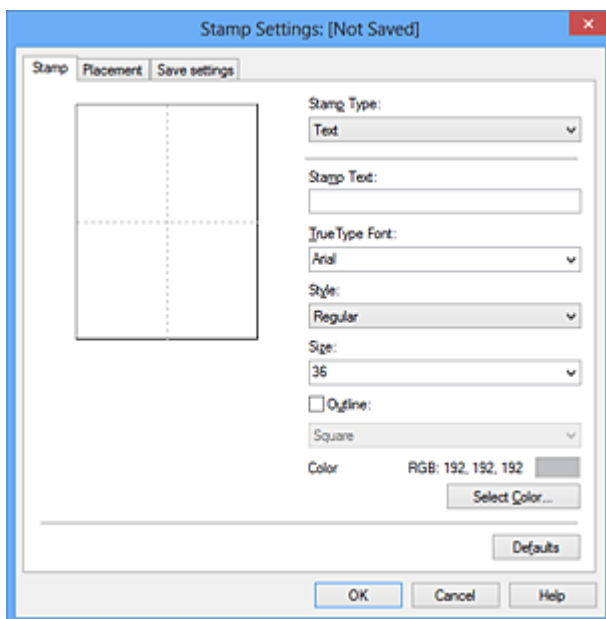 Stamp Settings: [Not Saved]
Stamp Placement Save settings
Stamp Type:
Text
Stamp Text:
TrueType Font:
Arial
Style:
Regular
Size:
36
Outline:
Square
Color RGB: 192, 192, 192
Select Color...
Defaults
OK Cancel Help